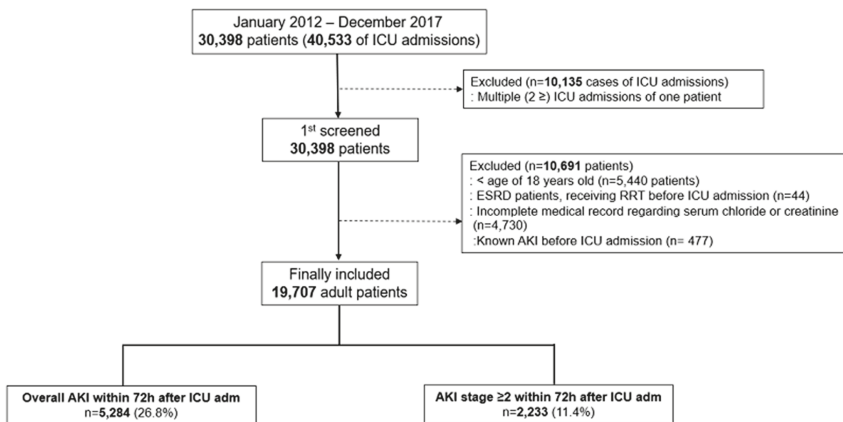 January 2012 – December 2017
30,398 patients (40,533 of ICU admissions)
Excluded (n=10,135 cases of ICU admissions)
: Multiple (2 ≥) ICU admissions of one patient
1st screened
30,398 patients
Excluded (n=10,691 patients)
: < age of 18 years old (n=5,440 patients)
: ESRD patients, receiving RRT before ICU admission (n=44)
: Incomplete medical record regarding serum chloride or creatinine
(n=4,730)
:Known AKI before ICU admission (n= 477)
Finally included
19,707 adult patients
Overall AKI within 72h after ICU adm
n=5,284 (26.8%)
AKI stage ≥2 within 72h after ICU adm
n=2,233 (11.4%)